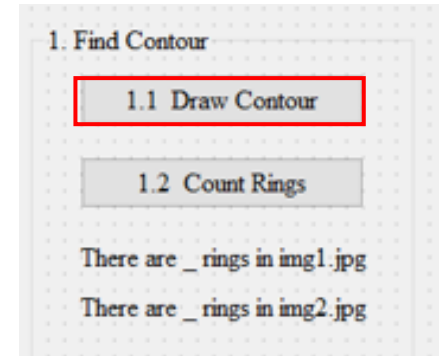 1. Find Contour
1.1 Draw Contour
1.2 Count Rings
There are _ rings in img1.jpg
There are _ rings in img2.jpg